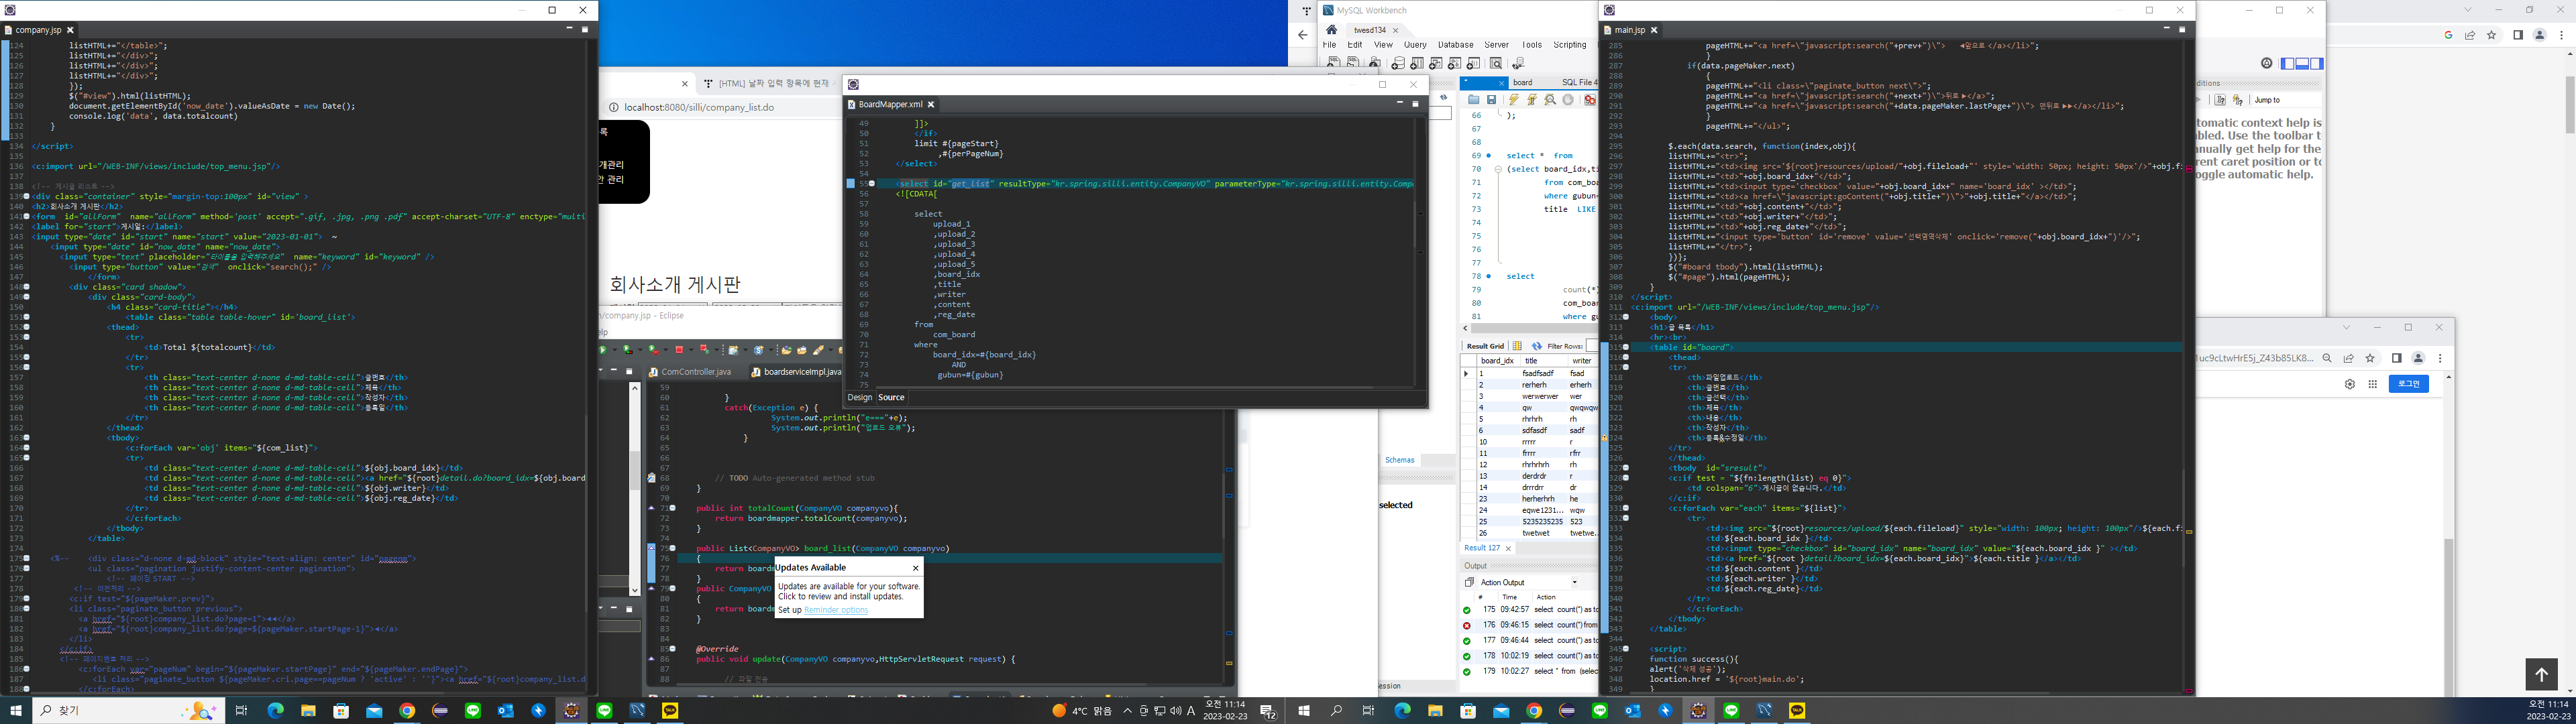 company.jsp
124 listHTML+="</table>";
125 listHTML+="</div>";
126 listHTML+="</div>";
127 listHTML+="</div>";
128 });
129 $("#view").html(listHTML);
130 document.getElementById('now_date').valueAsDate = new Date();
131 console.log('data', data.totalcount)
132 }
133
134 </script>
135
136 <c:import url="/WEB-INF/views/include/top_menu.jsp"/>
137
138 <!-- 게시글 리스트 -->
139 <div class="container" style="margin-top:100px" id="view" >
140 <h2>회사소개 게시판</h2>
141 <form id="allForm" name="allForm" method='post' accept=".gif, .jpg, .png .pdf" accept-charset="UTF-8" enctype="multi
142 <label for="start">게시일:</label>
143 <input type="date" id="start" name="start" value="2023-01-01"> ~
144 <input type="date" id="now_date" name="now_date">
145 <input type="text" placeholder="타이틀을 입력해주세요" name="keyword" id="keyword" />
146 <input type="button" value="검색" onclick="search();" />
147 </form>
148 <div class="card shadow">
149 <div class="card-body">
150 <h4 class="card-title"></h4>
151 <table class="table table-hover" id='board_list'>
152 <thead>
153 <tr>
154 <td>Total ${totalcount}</td>
155 </tr>
156 <tr>
157 <th class="text-center d-none d-md-table-cell">글번호</th>
158 <th class="text-center d-none d-md-table-cell">제목</th>
159 <th class="text-center d-none d-md-table-cell">작성자</th>
160 <th class="text-center d-none d-md-table-cell">등록일</th>
161 </tr>
162 </thead>
163 <tbody>
164 <c:forEach var='obj' items="${com_list}">
165 <tr>
166 <td class="text-center d-none d-md-table-cell">${obj.board_idx}</td>
167 <td class="text-center d-none d-md-table-cell"><a href="${root}detail.do?board_idx=${obj.board
168 <td class="text-center d-none d-md-table-cell">${obj.writer}</td>
169 <td class="text-center d-none d-md-table-cell">${obj.reg_date}</td>
170 </tr>
171 </c:forEach>
172 </tbody>
173 </table>
174
175 <%-- <div class="d-none d-md-block" style="text-align: center" id="pagenm">
176 <ul class="pagination justify-content-center pagination">
177 <!-- 페이징 START -->
178 <!-- 이전처리 -->
179 <c:if test="${pageMaker.prev}">
180 <li class="paginate_button previous">
181 <a href="${root}company_list.do?page=1">◀◀</a>
182 <a href="${root}company_list.do?page=${pageMaker.startPage-1}">◀</a>
183 </li>
184 </c:if>
185 <!-- 페이지번호 처리 -->
186 <c:forEach var="pageNum" begin="${pageMaker.startPage}" end="${pageMaker.endPage}">
187 <li class="paginate_button ${pageMaker.cri.page==pageNum ? 'active' : ''}"><a href="${root}company_list.d
188 </c:forEach>
[HTML] 날짜 입력 항목에 현재
localhost:8080/silli/company_list.do
개관리
관리
회사소개 게시판
/company.jsp - Eclipse
BoardMapper.xml
49 ]]>
50 </if>
51 limit #{pageStart}
52 ,#{perPageNum}
53 </select>
54
55 <select id="get_list" resultType="kr.spring.silli.entity.CompanyVO" parameterType="kr.spring.silli.entity.Compa
56 <![CDATA[
57
58 select
59 upload_1
60 ,upload_2
61 ,upload_3
62 ,upload_4
63 ,upload_5
64 ,board_idx
65 ,title
66 ,writer
67 ,content
68 ,reg_date
69 from
70 com_board
71 where
72 board_idx=#{board_idx}
73 AND
74 gubun=#{gubun}
75
Design Source
ComController.java boardserviceImpl.java
59
60 }
61 catch(Exception e) {
62 System.out.println("e==="+e);
63 System.out.println("업로드 오류");
64 }
65
66
67
68 // TODO Auto-generated method stub
69 }
70
71 public int totalCount(CompanyVO companyvo){
72 return boardmapper.totalCount(companyvo);
73 }
74
75 public List<CompanyVO> board_list(CompanyVO companyvo)
76 {
77 return board
78 }
79 public CompanyVO
80 {
81 return board
82 }
83
84
85 @Override
86 public void update(CompanyVO companyvo,HttpServletRequest request) {
87
88 // 파일 전송
Updates Available
Updates are available for your software.
Click to review and install updates.
Set up Reminder options
MySQL Workbench
twesd134
File Edit View Query Database Server Tools Scripting
board SQL File 4
66 );
67
68
69 select * from
70 (select board_idx,ti
71 from com_boa
72 where gubun=
73 title LIKE
74
75
76
77
78 select
79 count(*)
80 com_boar
81 where gu
Result Grid Filter Rows:
board_idx title writer
1 fsadfsadf fsad
2 rerherh erherh
3 werwerwer wer
4 qw qwqwqw
5 rhrhrh rh
6 sdfasdf sadf
10 rrrrr r
11 frrrr rfrr
12 rhrhrhrh rh
13 derdrdr r
14 drrrdrr dr
23 herherhrh he
24 eqwe1231... wqw
25 5235235235 523
26 twetwet twetwe...
Result 127
Schemas
selected
Session
Output
Action Output
# Time Action
175 09:42:57 select count(*) as to
176 09:46:15 select count(*) from
177 09:46:44 select count(*) as to
178 10:02:19 select count(*) as to
179 10:02:27 select * from (selec
main.jsp
285 pageHTML+="<a href=\"javascript:search("+prev+")\"> ◀앞으로 </a></li>";
286 }
287 if(data.pageMaker.next)
288 {
289 pageHTML+="<li class=\"paginate_button next\">";
290 pageHTML+="<a href=\"javascript:search("+next+")\">뒤로 ▶</a>";
291 pageHTML+="<a href=\"javascript:search("+data.pageMaker.lastPage+")\"> 맨뒤로 ▶▶</a></li>";
292 }
293 pageHTML+="</ul>";
294
295 $.each(data.search, function(index,obj){
296 listHTML+="<tr>";
297 listHTML+="<td><img src='${root}resources/upload/"+obj.fileload+"' style='width: 50px; height: 50px'/>"+obj.fi
298 listHTML+="<td>"+obj.board_idx+"</td>";
299 listHTML+="<td><input type='checkbox' value="+obj.board_idx+" name='board_idx' ></td>";
300 listHTML+="<td><a href=\"javascript:goContent("+obj.title+")\">"+obj.title+"</a></td>";
301 listHTML+="<td>"+obj.content+"</td>";
302 listHTML+="<td>"+obj.writer+"</td>";
303 listHTML+="<td>"+obj.reg_date+"</td>";
304 listHTML+="<input type='button' id='remove' value='선택영역삭제' onclick='remove("+obj.board_idx+")'/>";
305 listHTML+="</tr>";
306 })};
307 $("#board tbody").html(listHTML);
308 $("#page").html(pageHTML);
309 }
310 </script>
311 <c:import url="/WEB-INF/views/include/top_menu.jsp"/>
312 <body>
313 <h1>글 목록</h1>
314 <hr><br>
315 <table id="board">
316 <thead>
317 <tr>
318 <th>파일업로드</th>
319 <th>글번호</th>
320 <th>글선택</th>
321 <th>제목</th>
322 <th>내용</th>
323 <th>작성자</th>
324 <th>등록&수정일</th>
325 </tr>
326 </thead>
327 <tbody id="sresult">
328 <c:if test = "${fn:length(list) eq 0}">
329 <td colspan="6">게시글이 없습니다.</td>
330 </c:if>
331 <c:forEach var="each" items="${list}">
332 <tr>
333 <td><img src="${root}resources/upload/${each.fileload}" style="width: 100px; height: 100px"/>${each.fi
334 <td>${each.board_idx }</td>
335 <td><input type="checkbox" id="board_idx" name="board_idx" value="${each.board_idx }" ></td>
336 <td><a href="${root }detail?board_idx=${each.board_idx}">${each.title }</a></td>
337 <td>${each.content }</td>
338 <td>${each.writer }</td>
339 <td>${each.reg_date}</td>
340 </tr>
341 </c:forEach>
342 </tbody>
343 </table>
344
345 <script>
346 function success(){
347 alert('삭제 성공');
348 location.href = '${root}main.do';
349 }
ditions
Jump to
tomatic context help is
bled. Use the toolbar t
nually get help for the
rent caret position or to
oggle automatic help.
1uc9cLtwHrE5j_Z43b85LK8...
로그인
찾기
4°C 맑음
A
오전 11:14
2023-02-23
12
오전 11:14
2023-02-23